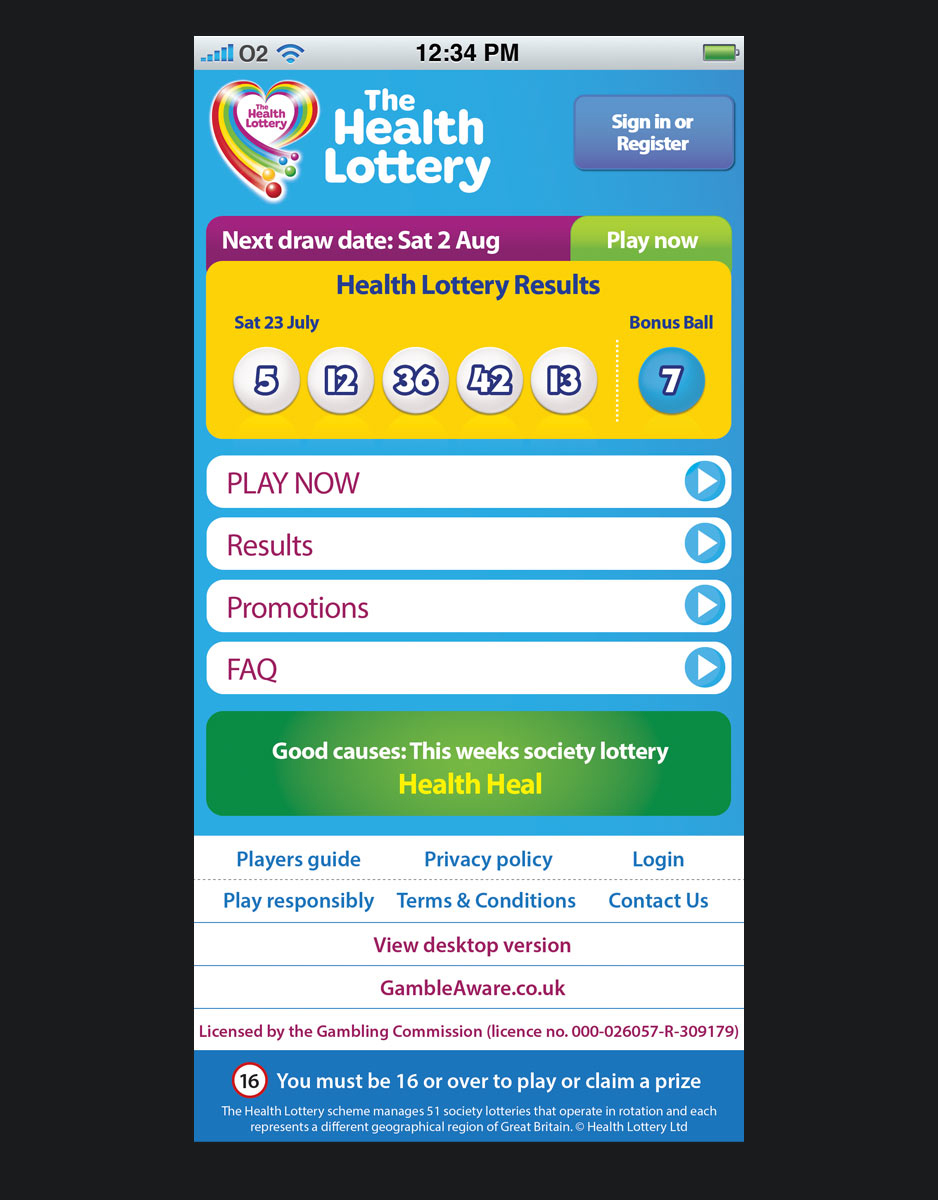 O2 12:34 PM
The
Health
Lottery
The
Health
Lottery
Sign in or
Register
Next draw date: Sat 2 Aug
Play now
Health Lottery Results
Sat 23 July
Bonus Ball
5 12 36 42 13 7
PLAY NOW
Results
Promotions
FAQ
Good causes: This weeks society lottery
Health Heal
Players guide Privacy policy Login
Play responsibly Terms & Conditions Contact Us
View desktop version
GambleAware.co.uk
Licensed by the Gambling Commission (licence no. 000-026057-R-309179)
16 You must be 16 or over to play or claim a prize
The Health Lottery scheme manages 51 society lotteries that operate in rotation and each
represents a different geographical region of Great Britain. © Health Lottery Ltd